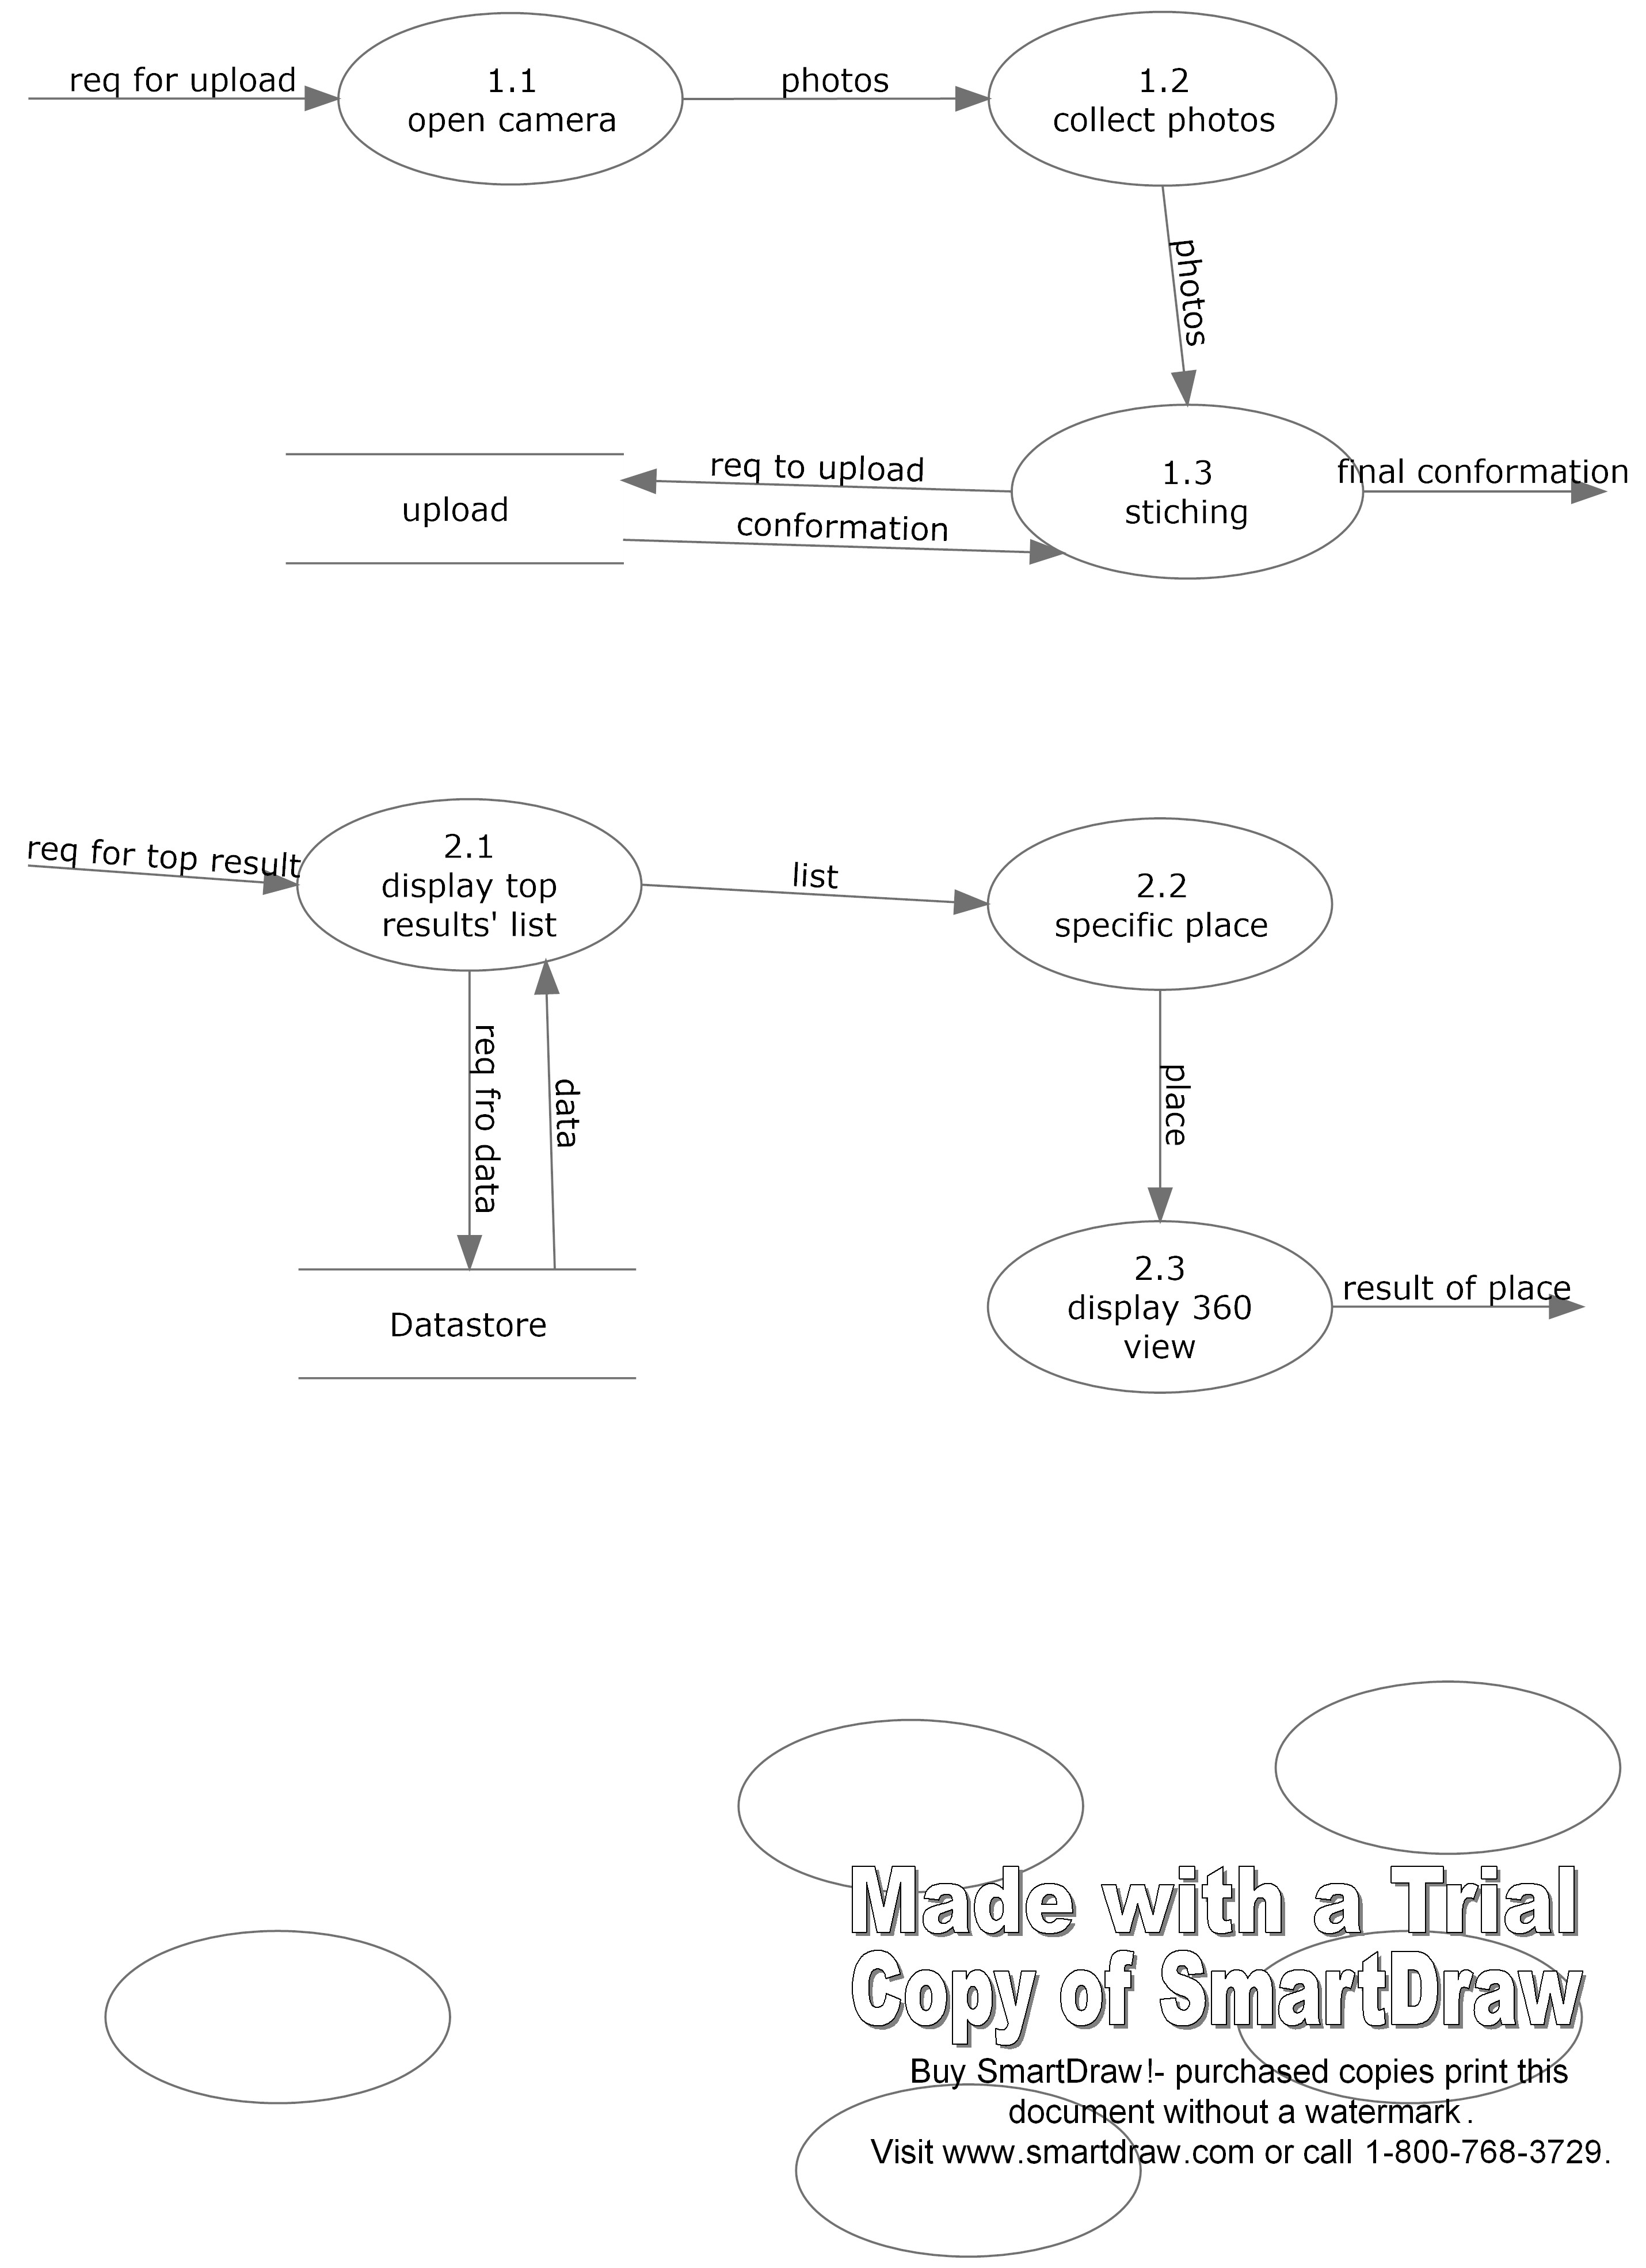 req for upload
1.1
open camera
photos
1.2
collect photos
photos
req to upload
upload
conformation
1.3
stiching
final conformation
req for top result
2.1
display top
results' list
list
2.2
specific place
req fro data
data
place
Datastore
2.3
display 360
view
result of place
Made with a Trial
Copy of SmartDraw
Buy SmartDraw!- purchased copies print this
document without a watermark.
Visit www.smartdraw.com or call 1-800-768-3729.